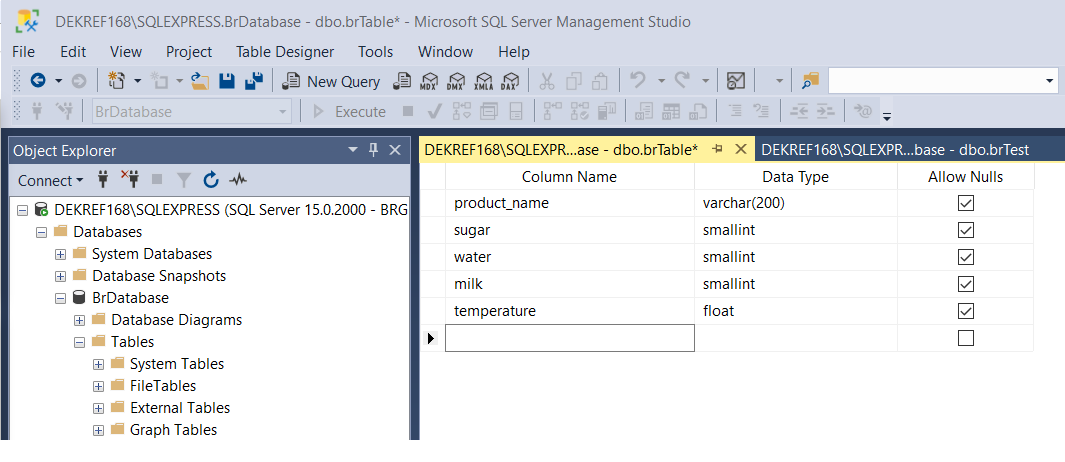 DEKREF168\SQLEXPRESS.BrDatabase - dbo.brTable* - Microsoft SQL Server Management Studio
File Edit View Project Table Designer Tools Window Help
New Query MDX DMX XMLA DAX
BrDatabase Execute
Object Explorer
Connect
DEKREF168\SQLEXPRESS (SQL Server 15.0.2000 - BRG
Databases
System Databases
Database Snapshots
BrDatabase
Database Diagrams
Tables
System Tables
FileTables
External Tables
Graph Tables
DEKREF168\SQLEXPR...ase - dbo.brTable* DEKREF168\SQLEXPR...base - dbo.brTest
Column Name Data Type Allow Nulls
product_name varchar(200)
sugar smallint
water smallint
milk smallint
temperature float